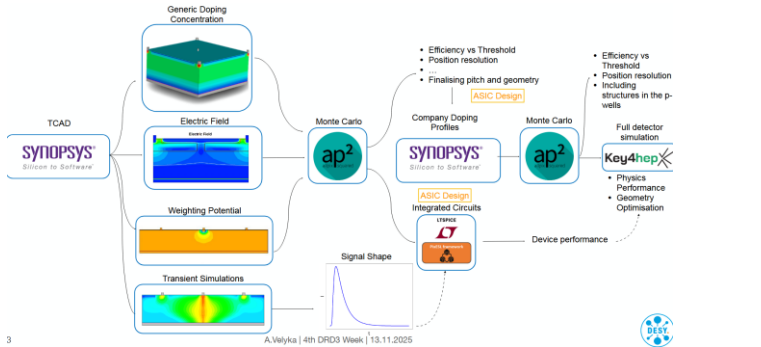 Generic Doping
Concentration
TCAD
SYNOPSYS®
Silicon to Software
Electric Field
Electric Field
Weighting Potential
Transient Simulations
Monte Carlo
ap²
• Efficiency vs Threshold
• Position resolution
• ...
• Finalising pitch and geometry
ASIC Design
Company Doping
Profiles
SYNOPSYS®
Silicon to Software
Monte Carlo
ap²
• Efficiency vs
Threshold
• Position resolution
• Including
structures in the p-
wells
Full detector
simulation
Key4hep
• Physics
Performance
• Geometry
Optimisation
ASIC Design
Integrated Circuits
LTSPICE
Device performance
Signal Shape
3
A.Velyka | 4th DRD3 Week | 13.11.2025
DESY.